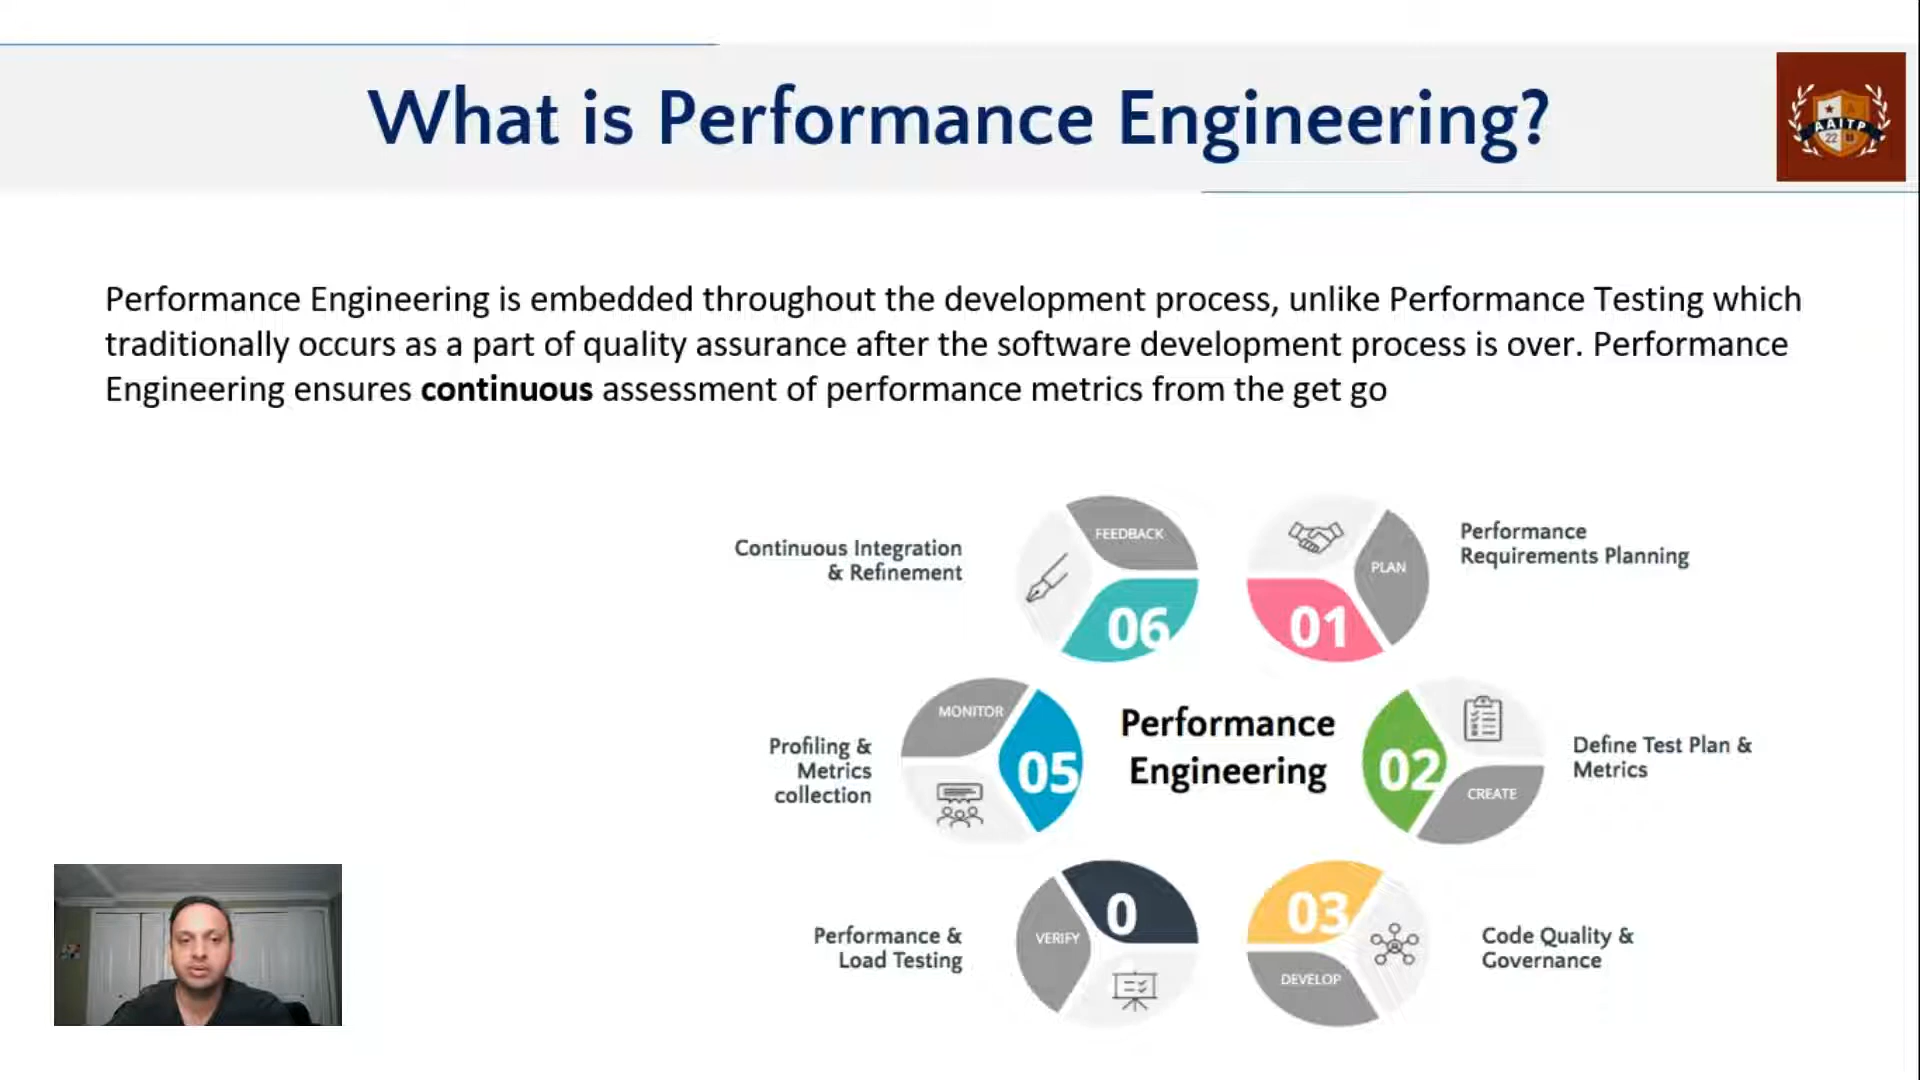 What is Performance Engineering?
AAITP
22
Performance Engineering is embedded throughout the development process, unlike Performance Testing which
traditionally occurs as a part of quality assurance after the software development process is over. Performance
Engineering ensures continuous assessment of performance metrics from the get go
Continuous Integration
& Refinement
FEEDBACK
06
PLAN
01
Performance
Requirements Planning
Profiling &
Metrics
collection
MONITOR
05
Performance
Engineering
02
CREATE
Define Test Plan &
Metrics
Performance &
Load Testing
VERIFY
0
03
DEVELOP
Code Quality &
Governance